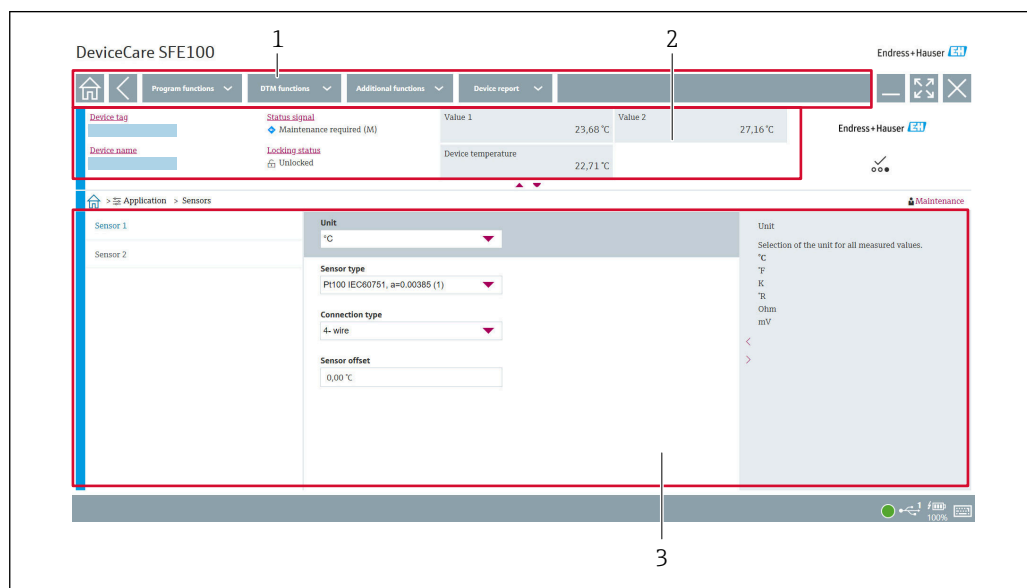 1
2
DeviceCare SFE100
Endress+Hauser EH
Program functions
DTM functions
Additional functions
Device report
Device tag
Status signal
Maintenance required (M)
Value 1
23,68 °C
Value 2
27,16 °C
Endress+Hauser EH
Device name
Locking status
Unlocked
Device temperature
22,71 °C
> Application > Sensors
Maintenance
Sensor 1
Sensor 2
Unit
°C
Sensor type
Pt100 IEC60751, a=0.00385 (1)
Connection type
4- wire
Sensor offset
0,00 °C
Unit
Selection of the unit for all measured values.
°C
°F
K
°R
Ohm
mV
<
>
1
100%
3